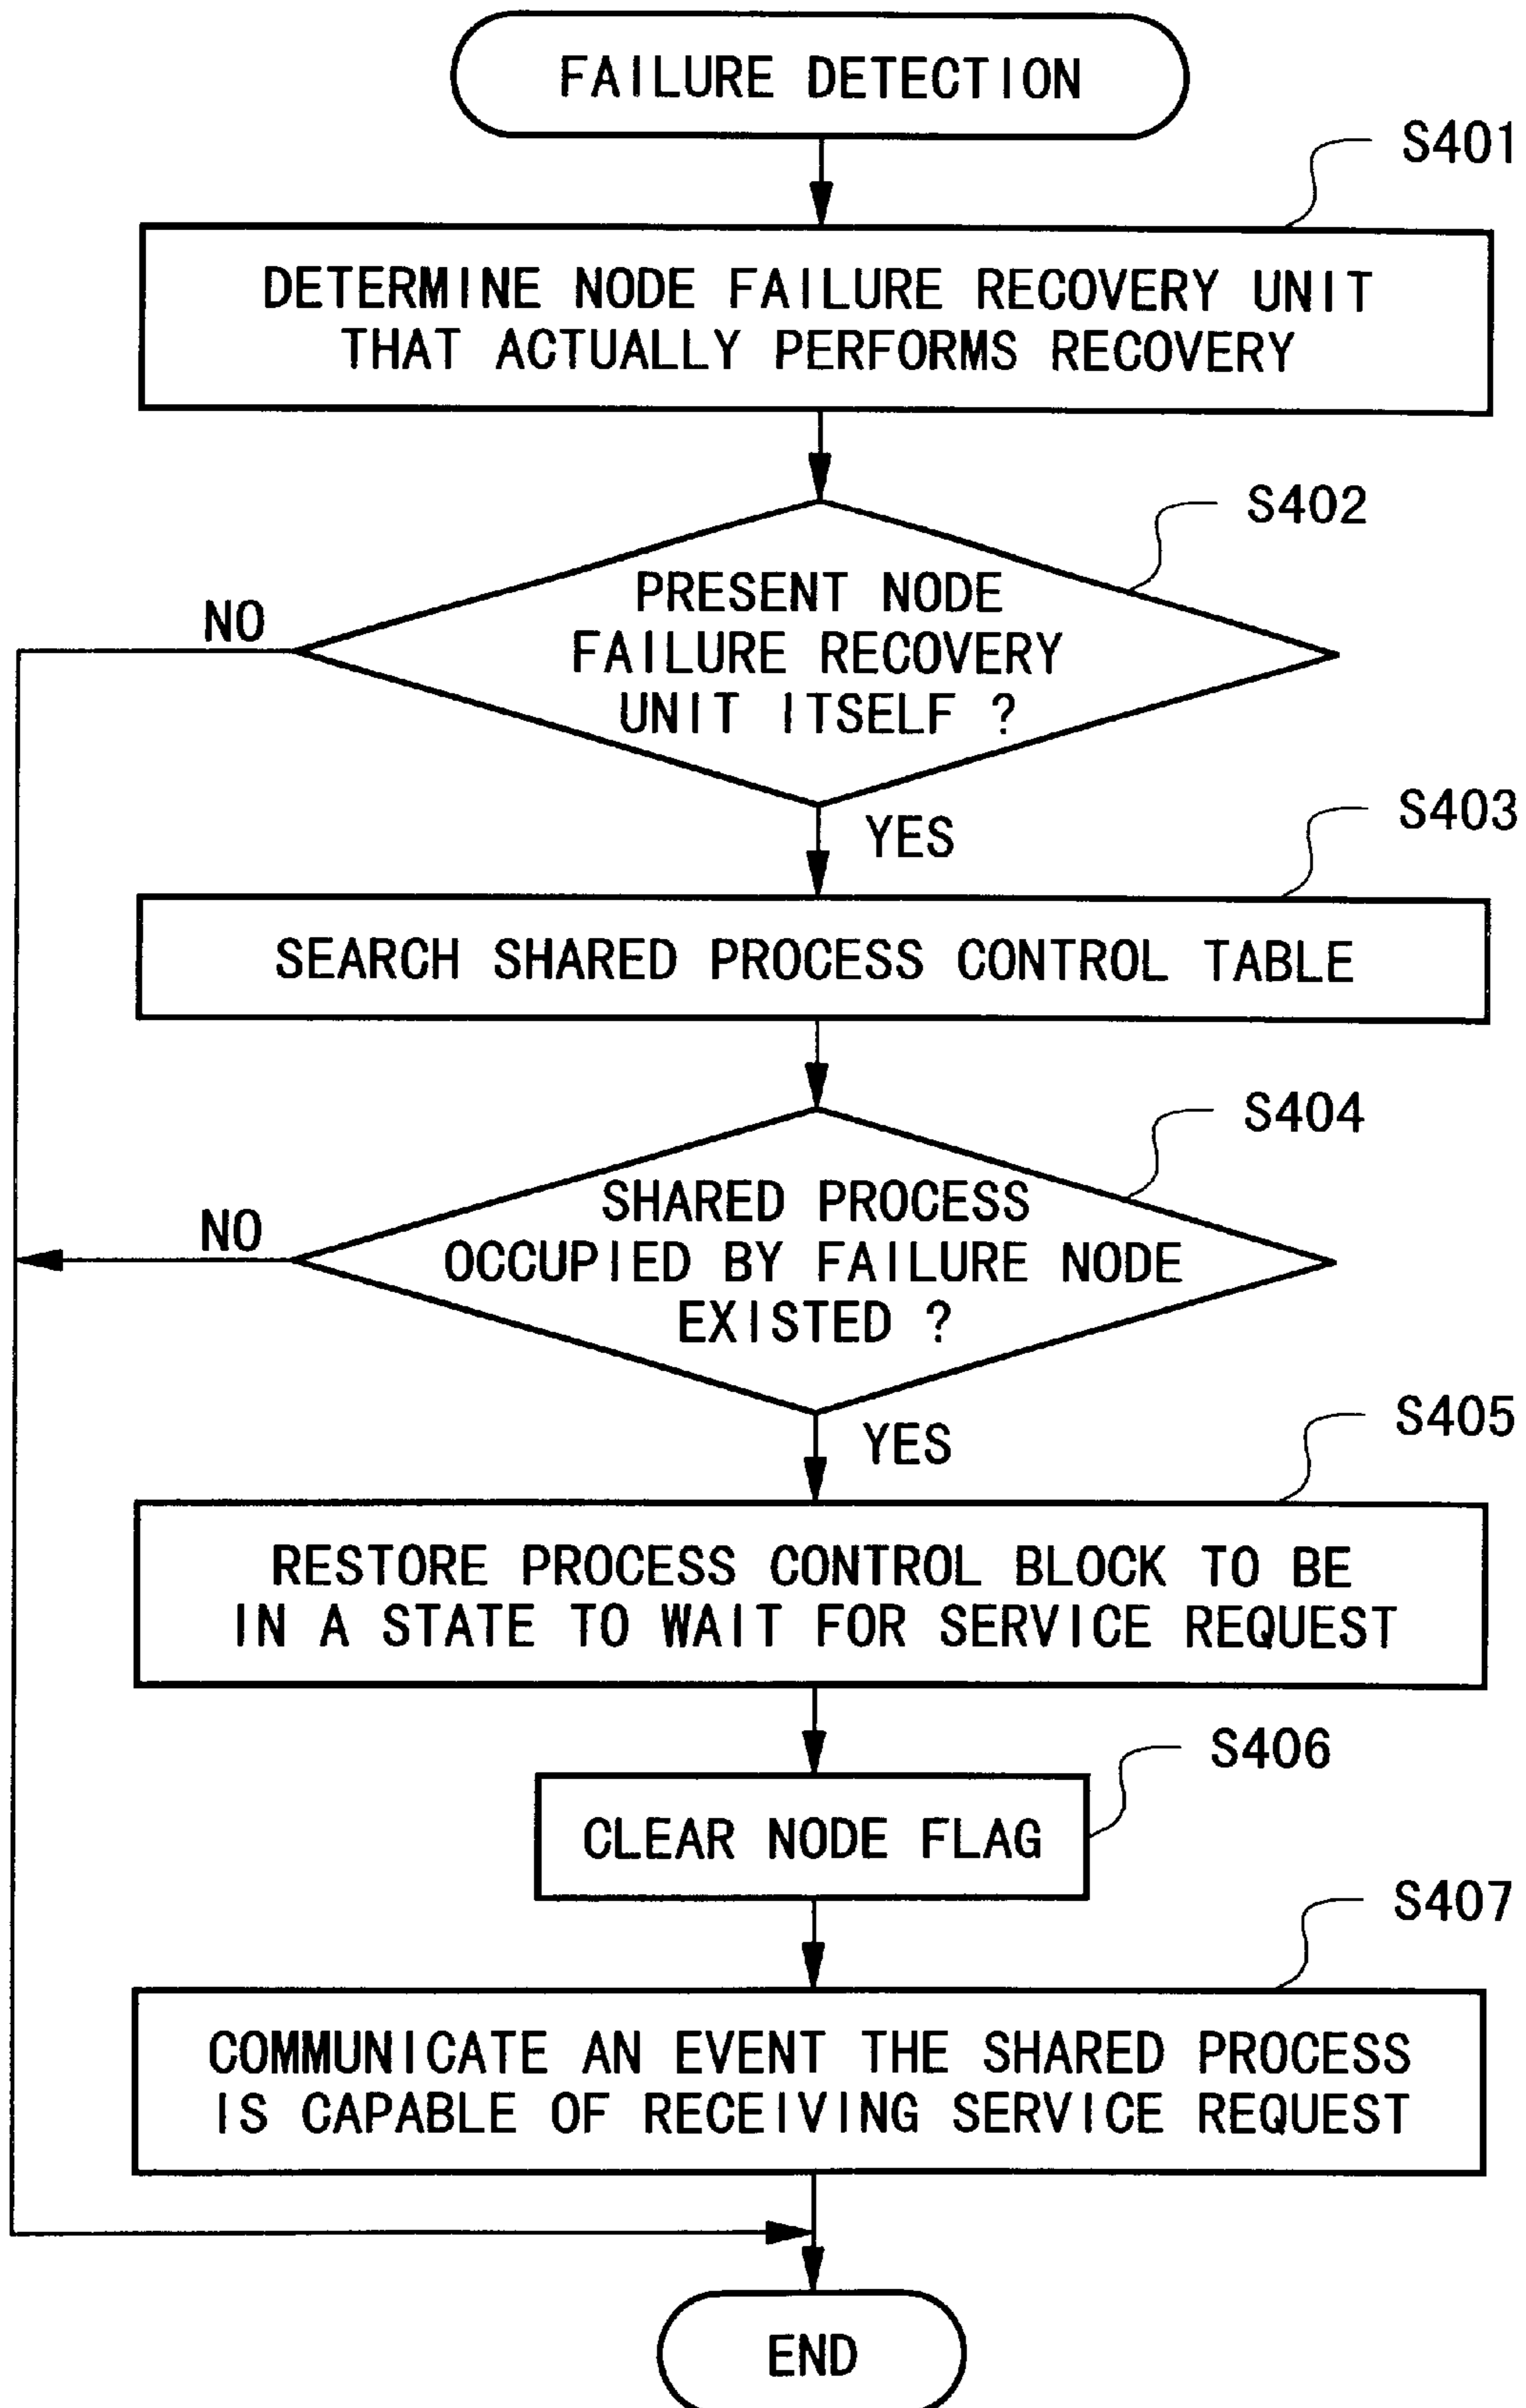 FAILURE DETECTION
S401
DETERMINE NODE FAILURE RECOVERY UNIT
THAT ACTUALLY PERFORMS RECOVERY
S402
PRESENT NODE
FAILURE RECOVERY
UNIT ITSELF ?
NO
YES
S403
SEARCH SHARED PROCESS CONTROL TABLE
S404
SHARED PROCESS
OCCUPIED BY FAILURE NODE
EXISTED ?
NO
YES
S405
RESTORE PROCESS CONTROL BLOCK TO BE
IN A STATE TO WAIT FOR SERVICE REQUEST
S406
CLEAR NODE FLAG
S407
COMMUNICATE AN EVENT THE SHARED PROCESS
IS CAPABLE OF RECEIVING SERVICE REQUEST
END